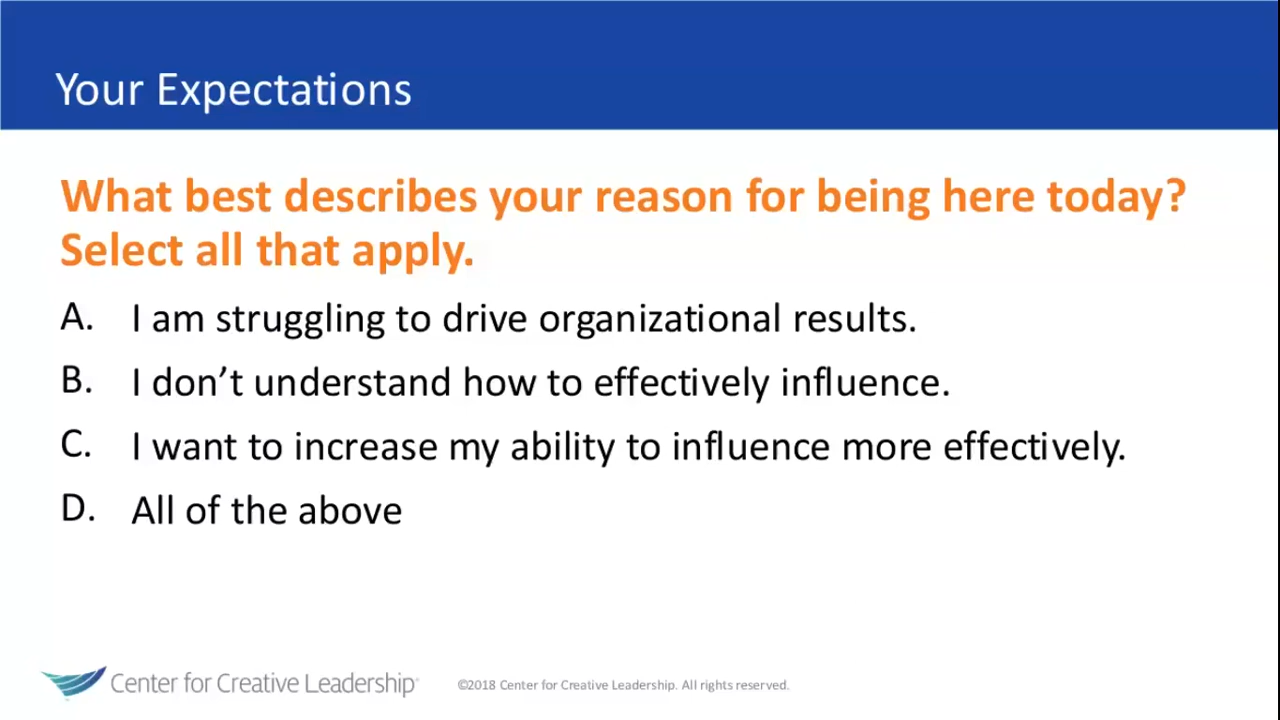 Your Expectations
What best describes your reason for being here today?
Select all that apply.
A. I am struggling to drive organizational results.
B. I don’t understand how to effectively influence.
C. I want to increase my ability to influence more effectively.
D. All of the above
Center for Creative Leadership®
©2018 Center for Creative Leadership. All rights reserved.